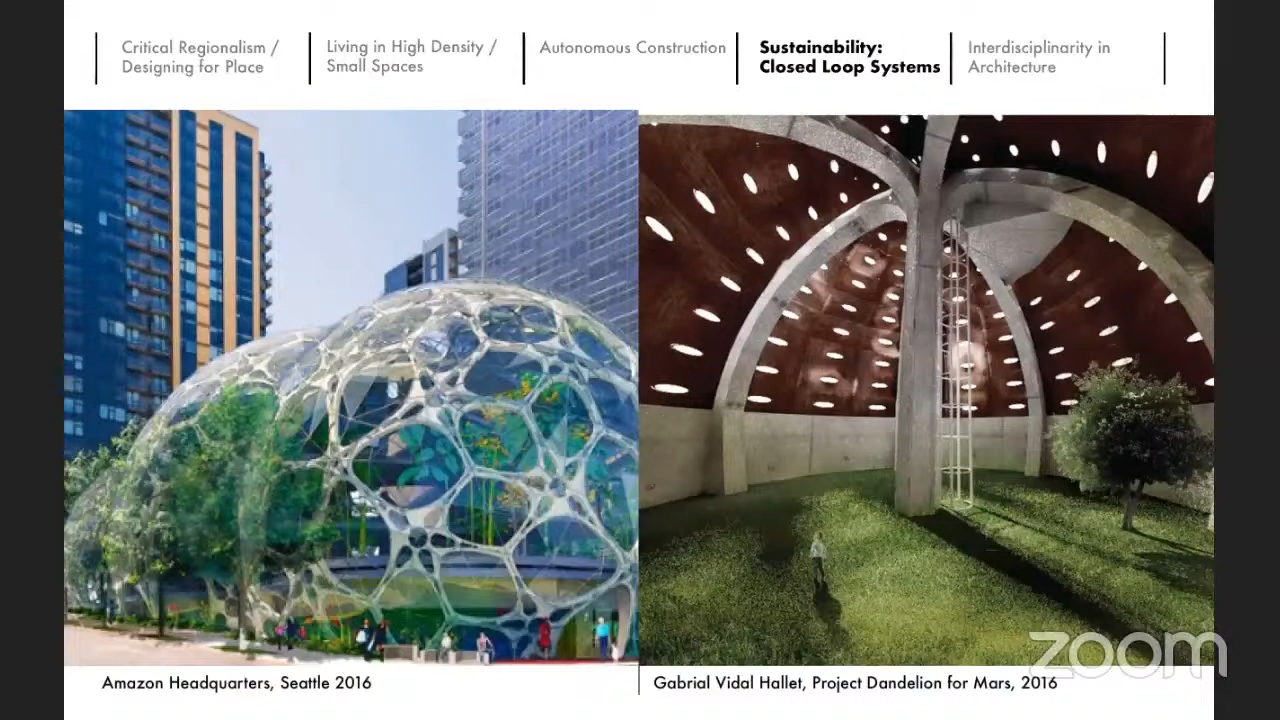 Critical Regionalism /
Designing for Place
Living in High Density /
Small Spaces
Autonomous Construction
Sustainability:
Closed Loop Systems
Interdisciplinarity in
Architecture
zoom
Amazon Headquarters, Seattle 2016
Gabrial Vidal Hallet, Project Dandelion for Mars, 2016